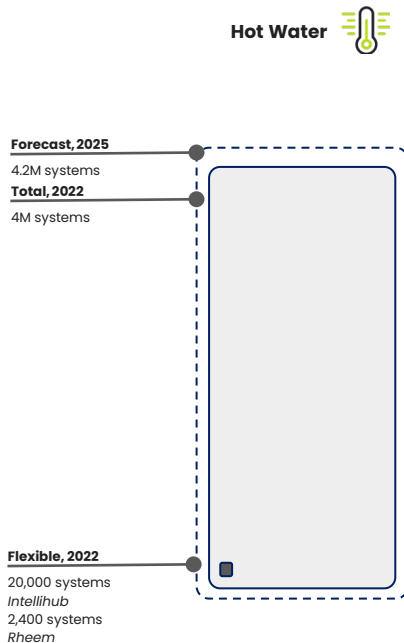 Hot Water
Forecast, 2025
4.2M systems
Total, 2022
4M systems
Flexible, 2022
20,000 systems
Intellihub
2,400 systems
Rheem